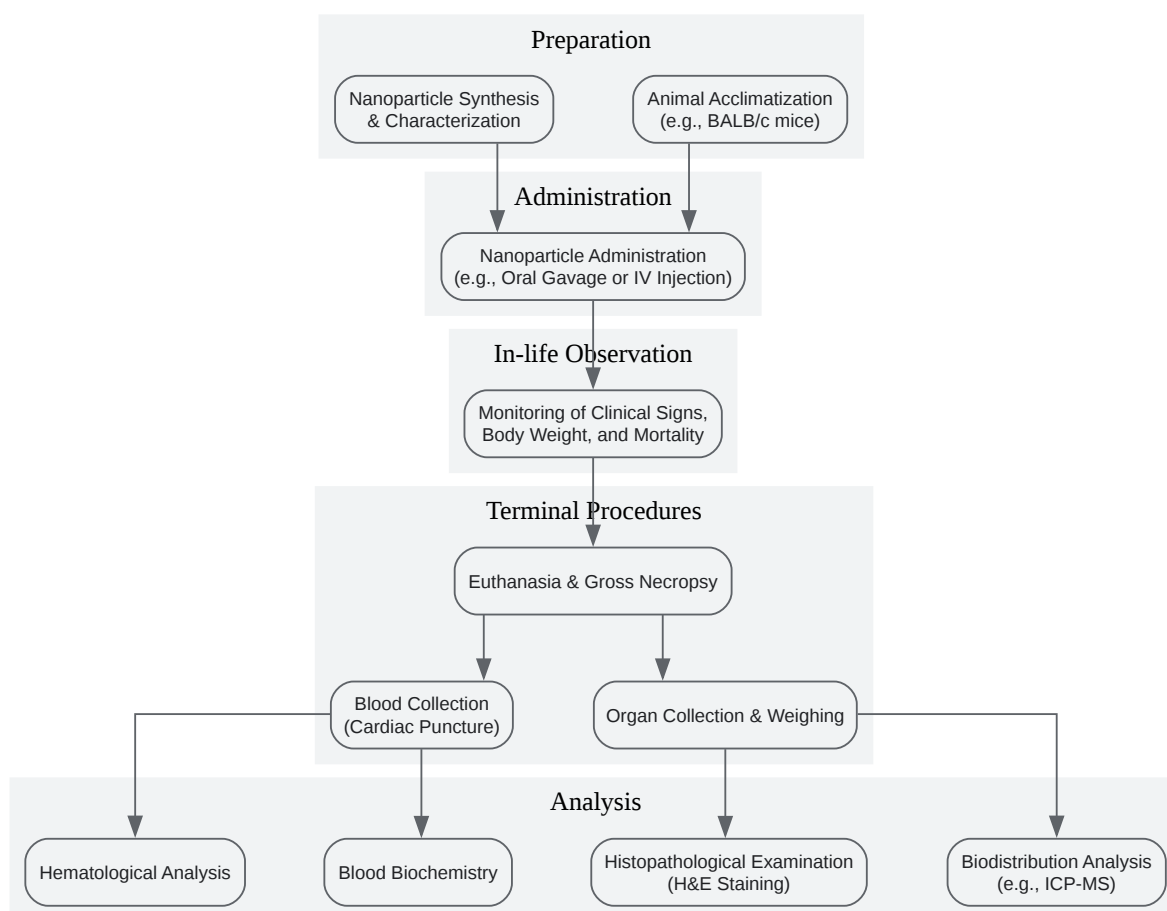 Preparation
Nanoparticle Synthesis
& Characterization
Animal Acclimatization
(e.g., BALB/c mice)
Administration
Nanoparticle Administration
(e.g., Oral Gavage or IV Injection)
In-life Observation
Monitoring of Clinical Signs,
Body Weight, and Mortality
Terminal Procedures
Euthanasia & Gross Necropsy
Blood Collection
(Cardiac Puncture)
Organ Collection & Weighing
Analysis
Hematological Analysis
Blood Biochemistry
Histopathological Examination
(H&E Staining)
Biodistribution Analysis
(e.g., ICP-MS)